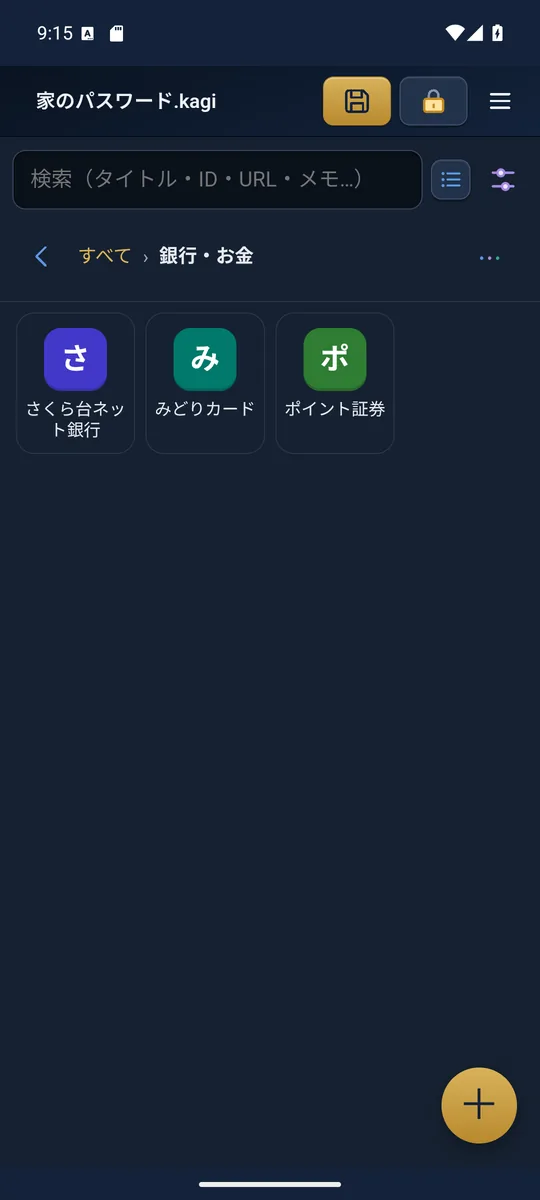 9:15
家のパスワード.kagi
検索（タイトル・ID・URL・メモ…）
すべて › 銀行・お金
さ
さくら台ネッ
ト銀行
み
みどりカード
ポ
ポイント証券